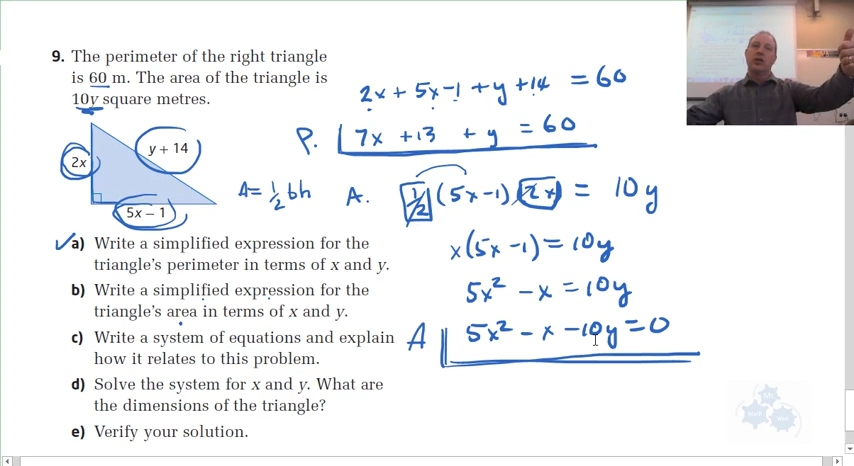 9. The perimeter of the right triangle
is 60 m. The area of the triangle is
10y square metres.
2x
y + 14
5x − 1
2x + 5x − 1 + y + 14 = 60
P. 7x + 13 + y = 60
A = 1/2 bh
A. 1/2 (5x − 1) 2x = 10y
x(5x − 1) = 10y
5x² − x = 10y
A 5x² − x − 10y = 0
a) Write a simplified expression for the
triangle's perimeter in terms of x and y.
b) Write a simplified expression for the
triangle's area in terms of x and y.
c) Write a system of equations and explain
how it relates to this problem.
d) Solve the system for x and y. What are
the dimensions of the triangle?
e) Verify your solution.